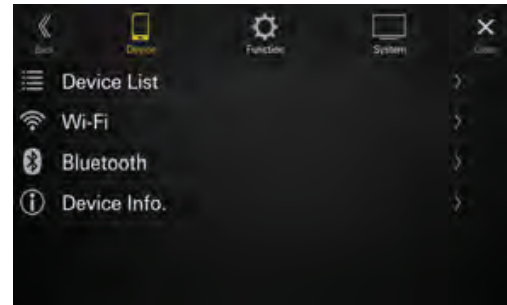 Back Device Function System Close
Device List
Wi-Fi
Bluetooth
Device Info.